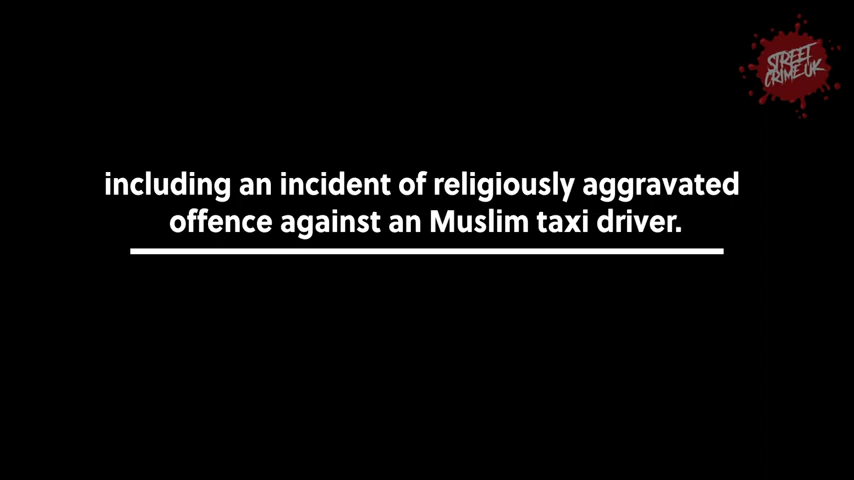 STREET
CRIME UK
including an incident of religiously aggravated
offence against an Muslim taxi driver.